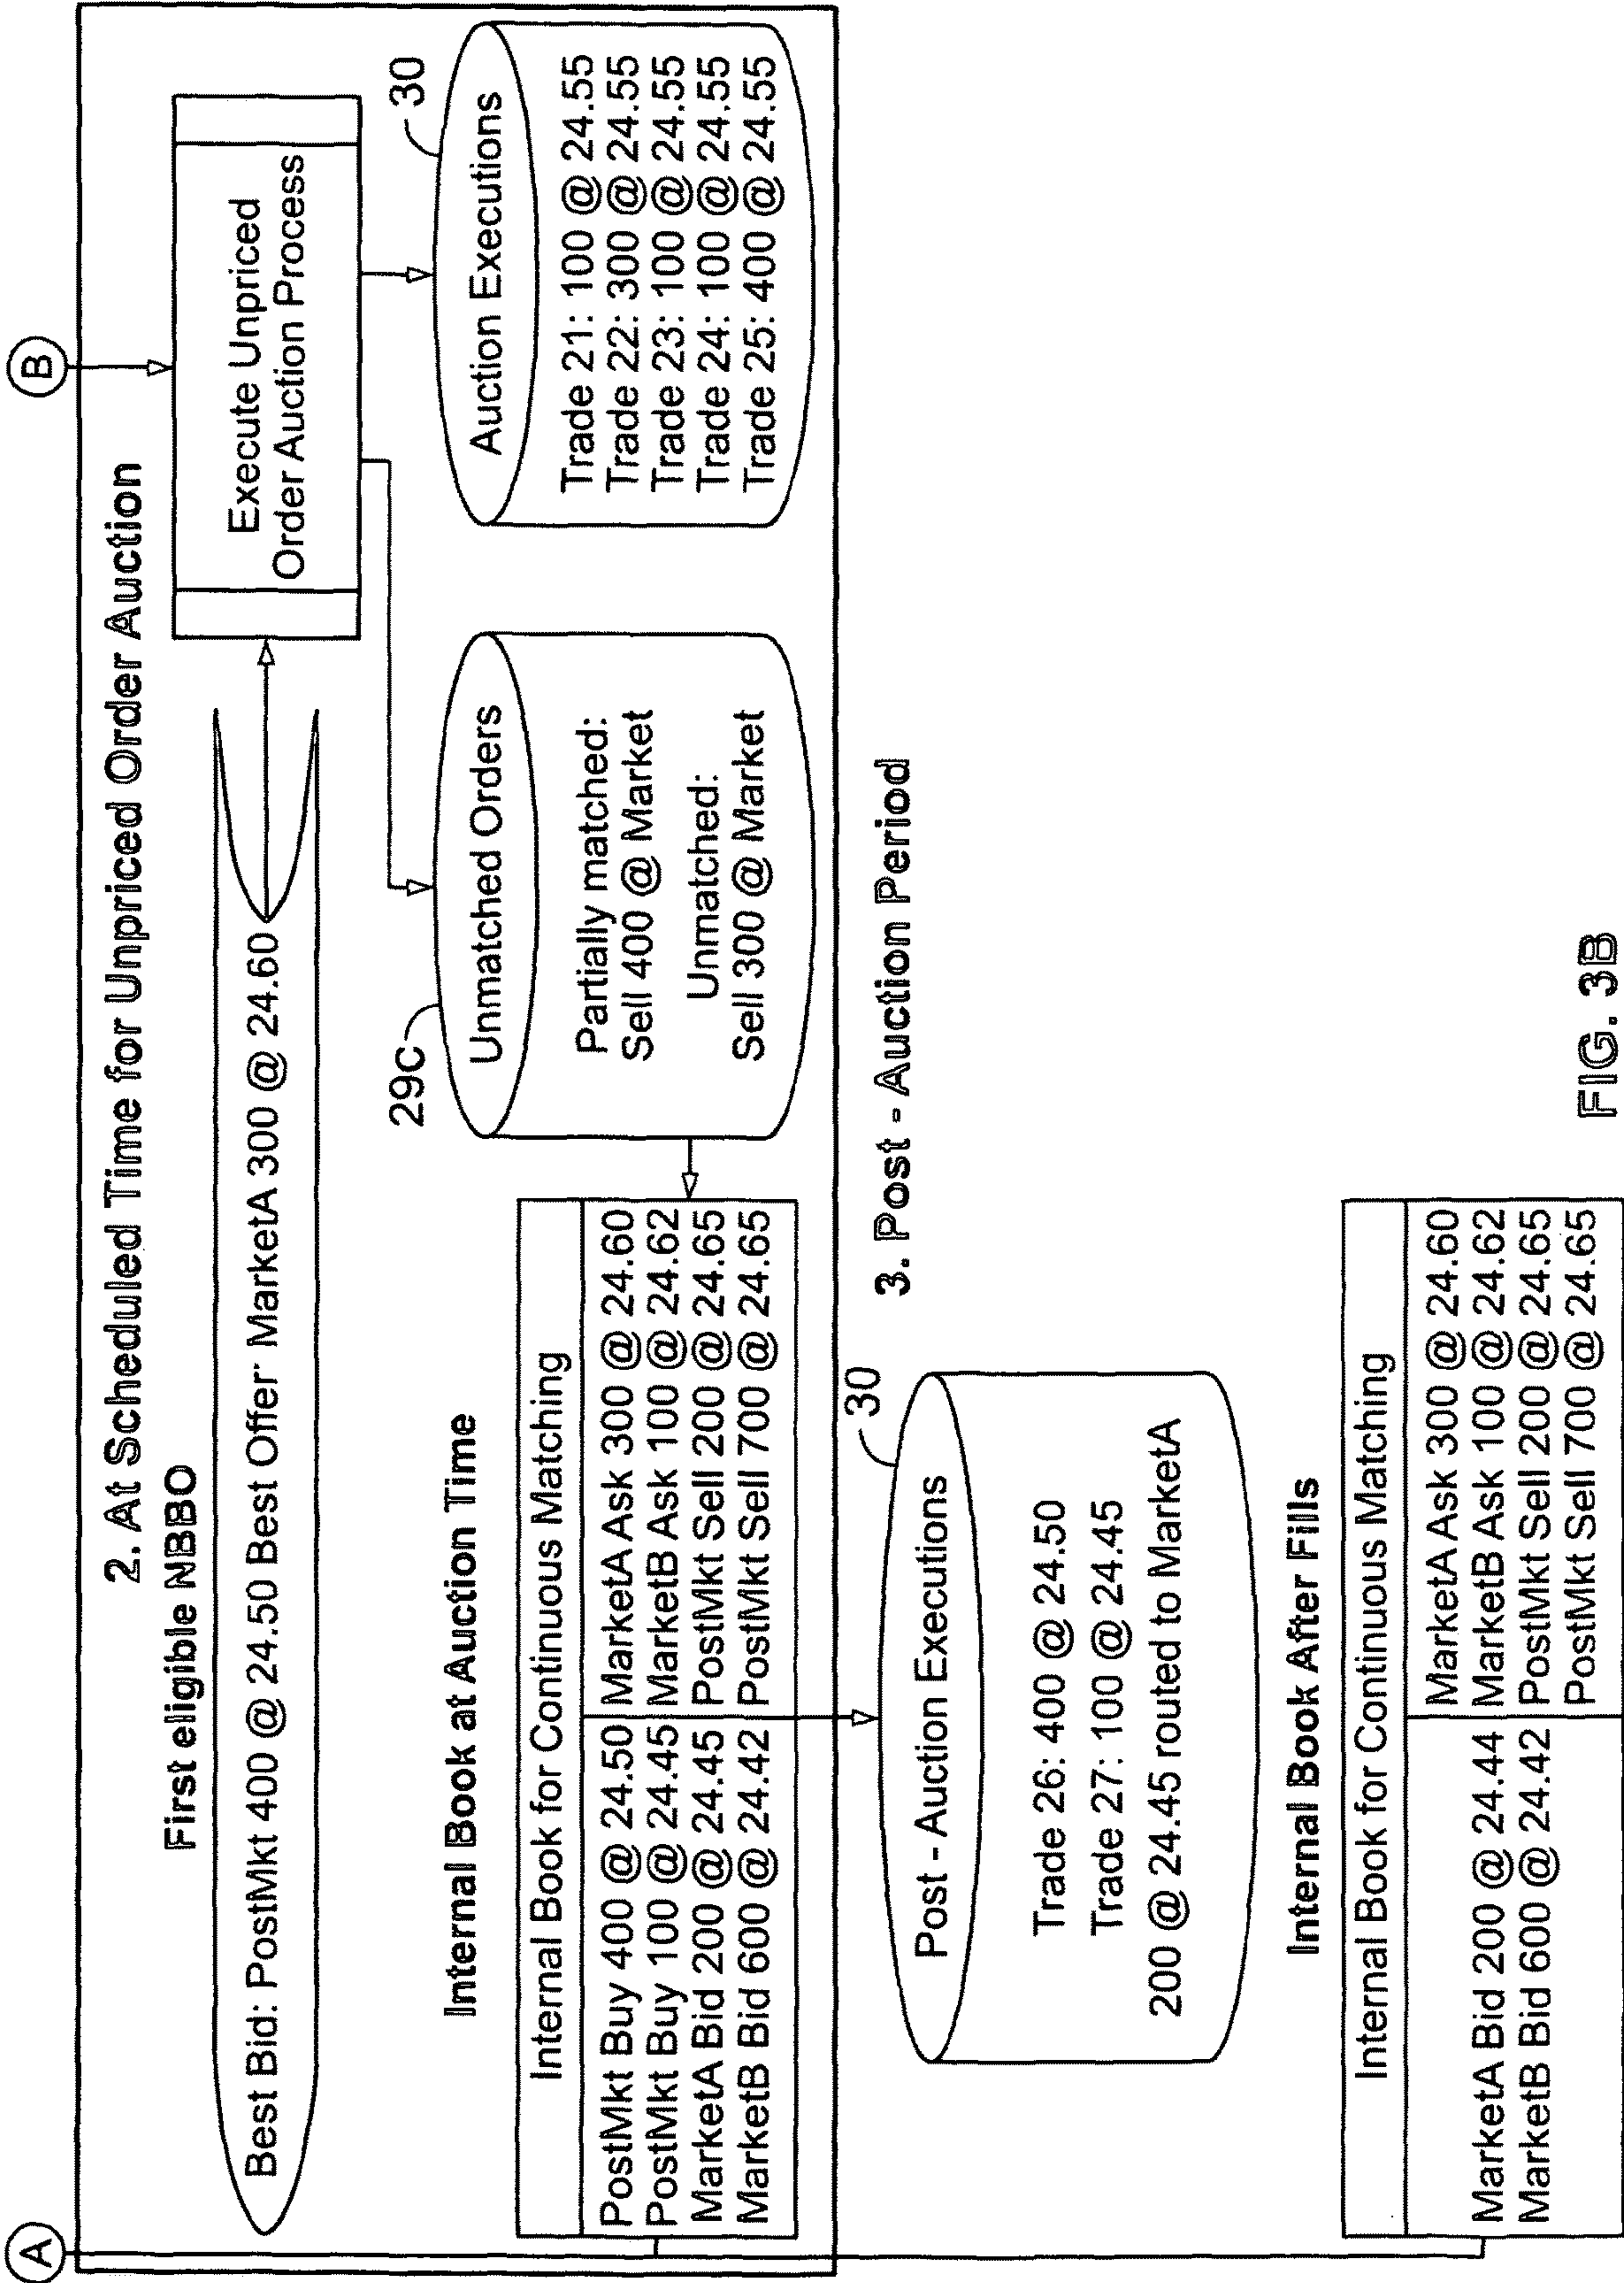 A
B
2. At Scheduled Time for Unpriced Order Auction
First eligible NBBO
Best Bid: PostMkt 400 @ 24.50 Best Offer: MarketA 300 @ 24.60
Execute Unpriced
Order Auction Process
Internal Book at Auction Time
Internal Book for Continuous Matching
PostMkt Buy 400 @ 24.50 MarketA Ask 300 @ 24.60
PostMkt Buy 100 @ 24.45 MarketB Ask 100 @ 24.62
MarketA Bid 200 @ 24.45 PostMkt Sell 200 @ 24.65
MarketB Bid 600 @ 24.42 PostMkt Sell 700 @ 24.65
29c
Unmatched Orders
Partially matched:
Sell 400 @ Market
Unmatched:
Sell 300 @ Market
30
Auction Executions
Trade 21: 100 @ 24.55
Trade 22: 300 @ 24.55
Trade 23: 100 @ 24.55
Trade 24: 100 @ 24.55
Trade 25: 400 @ 24.55
3. Post - Auction Period
30
Post - Auction Executions
Trade 26: 400 @ 24.50
Trade 27: 100 @ 24.45
200 @ 24.45 routed to MarketA
Internal Book After Fills
Internal Book for Continuous Matching
MarketA Ask 300 @ 24.60
MarketB Ask 100 @ 24.62
MarketA Bid 200 @ 24.44 PostMkt Sell 200 @ 24.65
MarketB Bid 600 @ 24.42 PostMkt Sell 700 @ 24.65
FIG. 3B